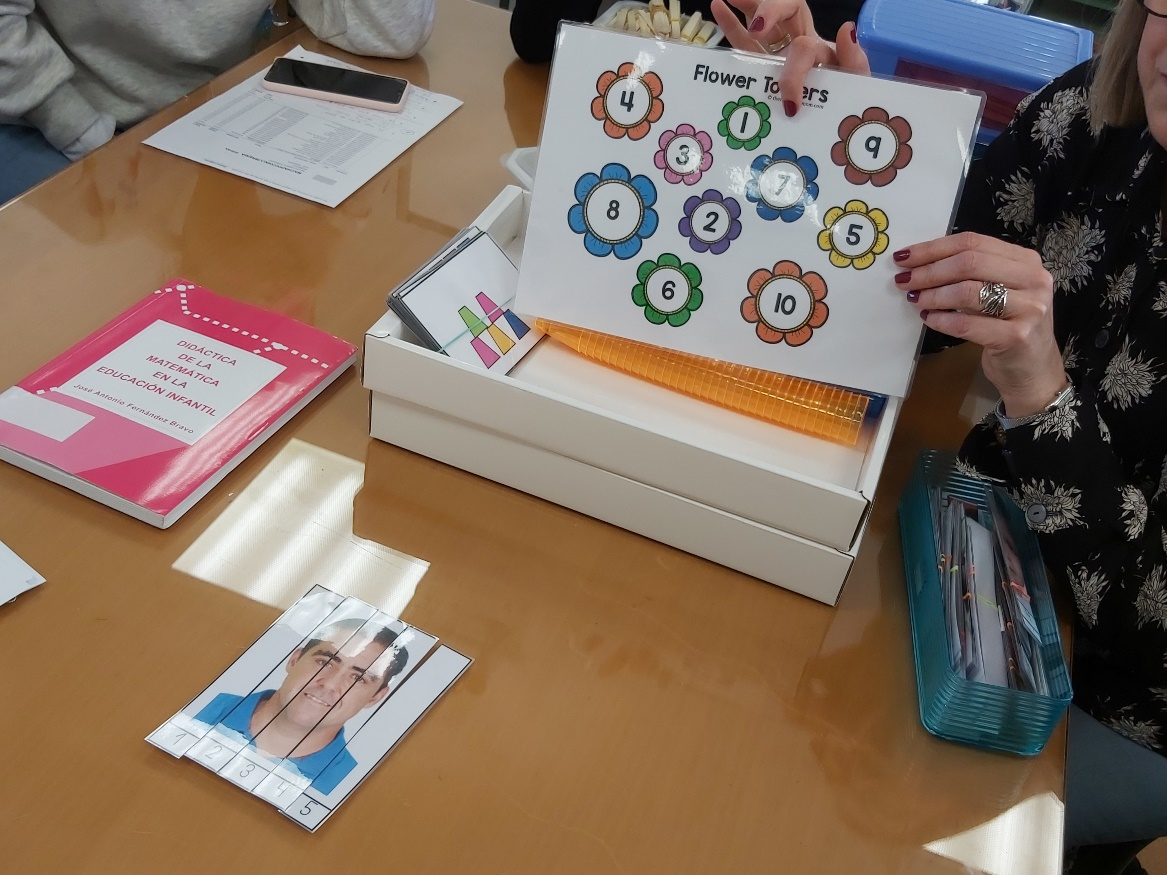 Flower Towers
4
1
9
3
7
8
2
5
6
10
DIDÁCTICA
DE LA
MATEMÁTICA
EN LA
EDUCACIÓN INFANTIL
José Antonio Fernández Bravo
1
2
3
4
5